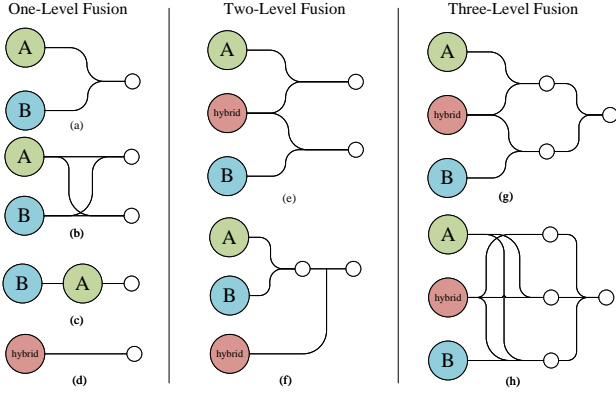 One-Level Fusion
A
B
(a)
A
B
(b)
B
A
(c)
hybrid
(d)
Two-Level Fusion
A
hybrid
B
(e)
A
B
hybrid
(f)
Three-Level Fusion
A
hybrid
B
(g)
A
hybrid
B
(h)